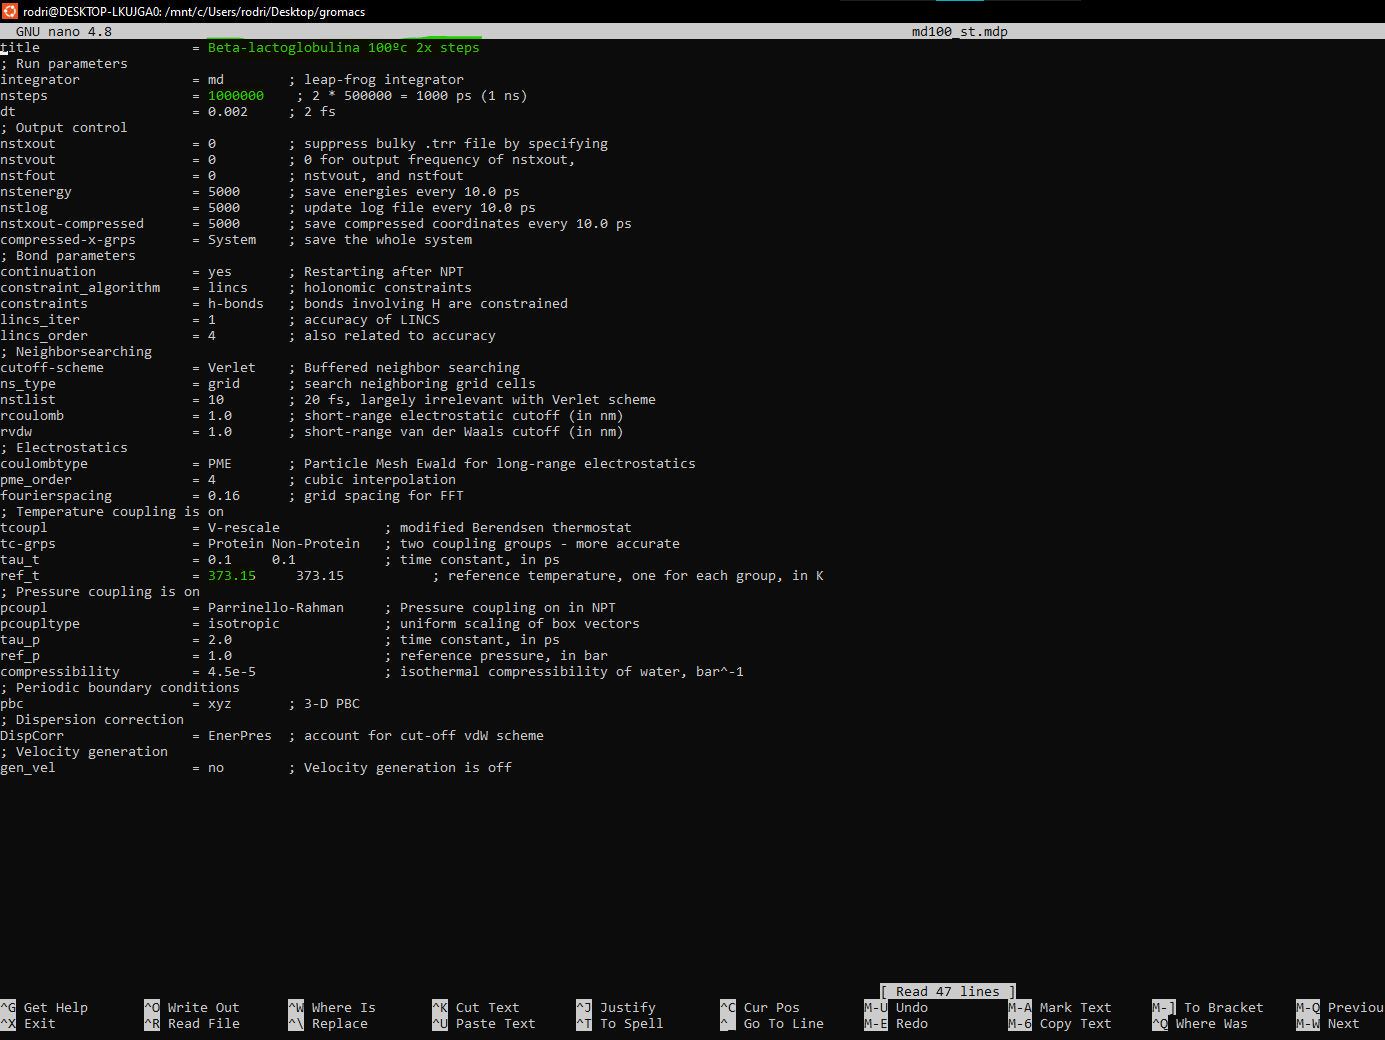 rodri@DESKTOP-LKUJGA0: /mnt/c/Users/rodri/Desktop/gromacs
GNU nano 4.8 md100_st.mdp
title = Beta-lactoglobulina 100ºc 2x steps
; Run parameters
integrator = md ; leap-frog integrator
nsteps = 1000000 ; 2 * 500000 = 1000 ps (1 ns)
dt = 0.002 ; 2 fs
; Output control
nstxout = 0 ; suppress bulky .trr file by specifying
nstvout = 0 ; 0 for output frequency of nstxout,
nstfout = 0 ; nstvout, and nstfout
nstenergy = 5000 ; save energies every 10.0 ps
nstlog = 5000 ; update log file every 10.0 ps
nstxout-compressed = 5000 ; save compressed coordinates every 10.0 ps
compressed-x-grps = System ; save the whole system
; Bond parameters
continuation = yes ; Restarting after NPT
constraint_algorithm = lincs ; holonomic constraints
constraints = h-bonds ; bonds involving H are constrained
lincs_iter = 1 ; accuracy of LINCS
lincs_order = 4 ; also related to accuracy
; Neighborsearching
cutoff-scheme = Verlet ; Buffered neighbor searching
ns_type = grid ; search neighboring grid cells
nstlist = 10 ; 20 fs, largely irrelevant with Verlet scheme
rcoulomb = 1.0 ; short-range electrostatic cutoff (in nm)
rvdw = 1.0 ; short-range van der Waals cutoff (in nm)
; Electrostatics
coulombtype = PME ; Particle Mesh Ewald for long-range electrostatics
pme_order = 4 ; cubic interpolation
fourierspacing = 0.16 ; grid spacing for FFT
; Temperature coupling is on
tcoupl = V-rescale ; modified Berendsen thermostat
tc-grps = Protein Non-Protein ; two coupling groups - more accurate
tau_t = 0.1 0.1 ; time constant, in ps
ref_t = 373.15 373.15 ; reference temperature, one for each group, in K
; Pressure coupling is on
pcoupl = Parrinello-Rahman ; Pressure coupling on in NPT
pcoupltype = isotropic ; uniform scaling of box vectors
tau_p = 2.0 ; time constant, in ps
ref_p = 1.0 ; reference pressure, in bar
compressibility = 4.5e-5 ; isothermal compressibility of water, bar^-1
; Periodic boundary conditions
pbc = xyz ; 3-D PBC
; Dispersion correction
DispCorr = EnerPres ; account for cut-off vdW scheme
; Velocity generation
gen_vel = no ; Velocity generation is off
[ Read 47 lines ]
^G Get Help ^O Write Out ^W Where Is ^K Cut Text ^J Justify ^C Cur Pos M-U Undo M-A Mark Text M-] To Bracket M-Q Previou
^X Exit ^R Read File ^\ Replace ^U Paste Text ^T To Spell ^_ Go To Line M-E Redo M-6 Copy Text ^Q Where Was M-W Next